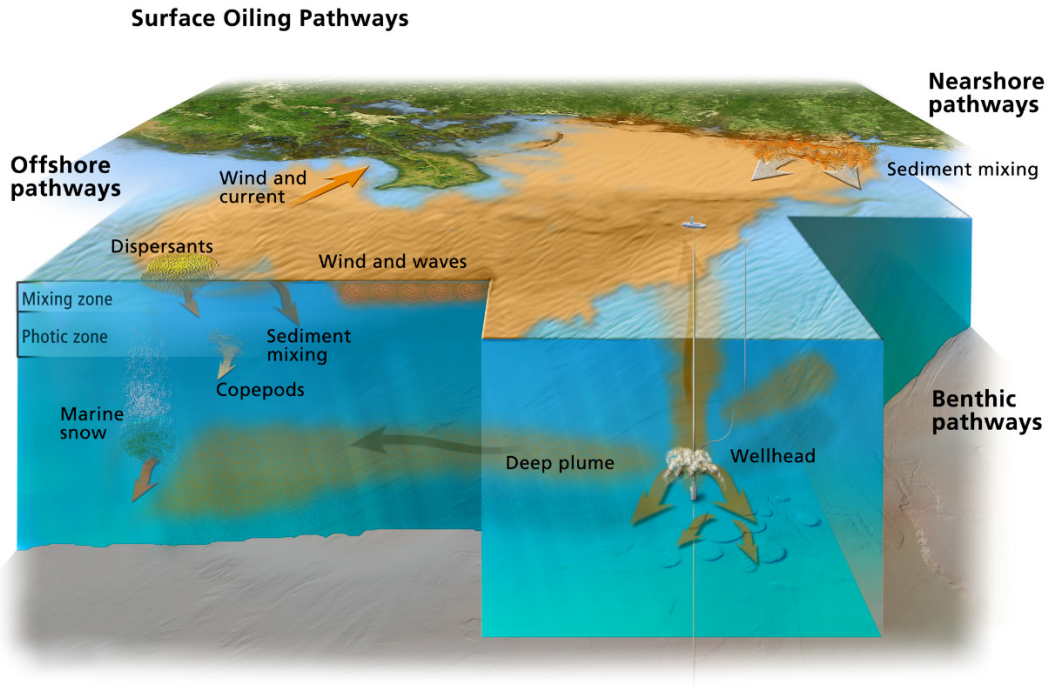 Surface Oiling Pathways
Nearshore
pathways
Offshore
pathways
Sediment mixing
Wind and
current
Dispersants
Wind and waves
Mixing zone
Photic zone
Sediment
mixing
Copepods
Marine
snow
Benthic
pathways
Deep plume
Wellhead